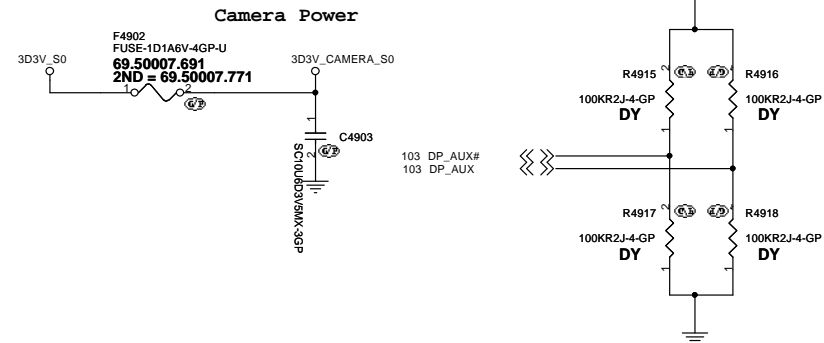 Camera Power
F4902
FUSE-1D1A6V-4GP-U
69.50007.691
2ND = 69.50007.771
3D3V_S0
3D3V_CAMERA_S0
1
2
G/P
1
2
G/P
C4903
SC10U6D3V5MX-3GP
103 DP_AUX#
103 DP_AUX
R4915
100KR2J-4-GP
DY
2
1
R4916
100KR2J-4-GP
DY
1
R4917
100KR2J-4-GP
DY
2
1
R4918
100KR2J-4-GP
DY
1